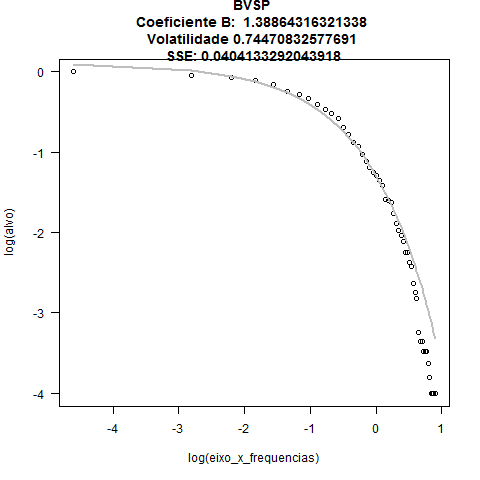 BVSP
Coeficiente B: 1.38864316321338
Volatilidade 0.74470832577691
SSE: 0.0404133292043918
0
-1
-2
-3
-4
log(alvo)
-4
-3
-2
-1
0
1
log(eixo_x_frequencias)